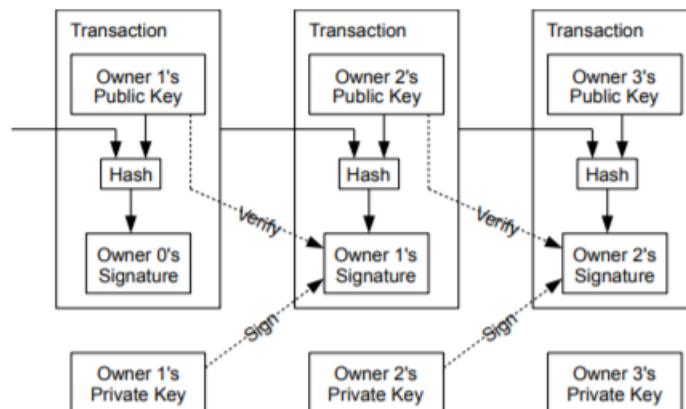 Transaction
Owner 1's
Public Key
Hash
Owner 0's
Signature
Transaction
Owner 2's
Public Key
Hash
Verify
Owner 1's
Signature
Transaction
Owner 3's
Public Key
Hash
Verify
Owner 2's
Signature
Sign
Sign
Owner 1's
Private Key
Owner 2's
Private Key
Owner 3's
Private Key